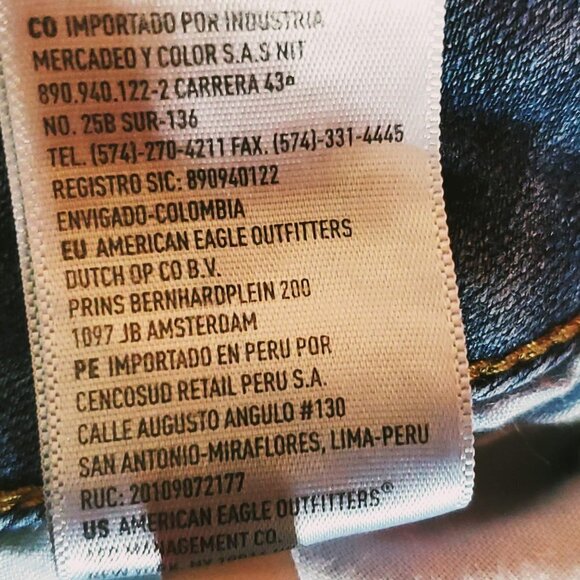 CO IMPORTADO POR INDUSTRIA
MERCADEO Y COLOR S.A.S NIT
890.940.122-2 CARRERA 43ª
NO. 25B SUR-136
TEL. (574)-270-4211 FAX. (574)-331-4445
REGISTRO SIC: 890940122
ENVIGADO-COLOMBIA
EU AMERICAN EAGLE OUTFITTERS
DUTCH OP CO B.V.
PRINS BERNHARDPLEIN 200
1097 JB AMSTERDAM
PE IMPORTADO EN PERU POR
CENCOSUD RETAIL PERU S.A.
CALLE AUGUSTO ANGULO #130
SAN ANTONIO-MIRAFLORES, LIMA-PERU
RUC: 20109072177
US AMERICAN EAGLE OUTFITTERS®
MANAGEMENT CO.